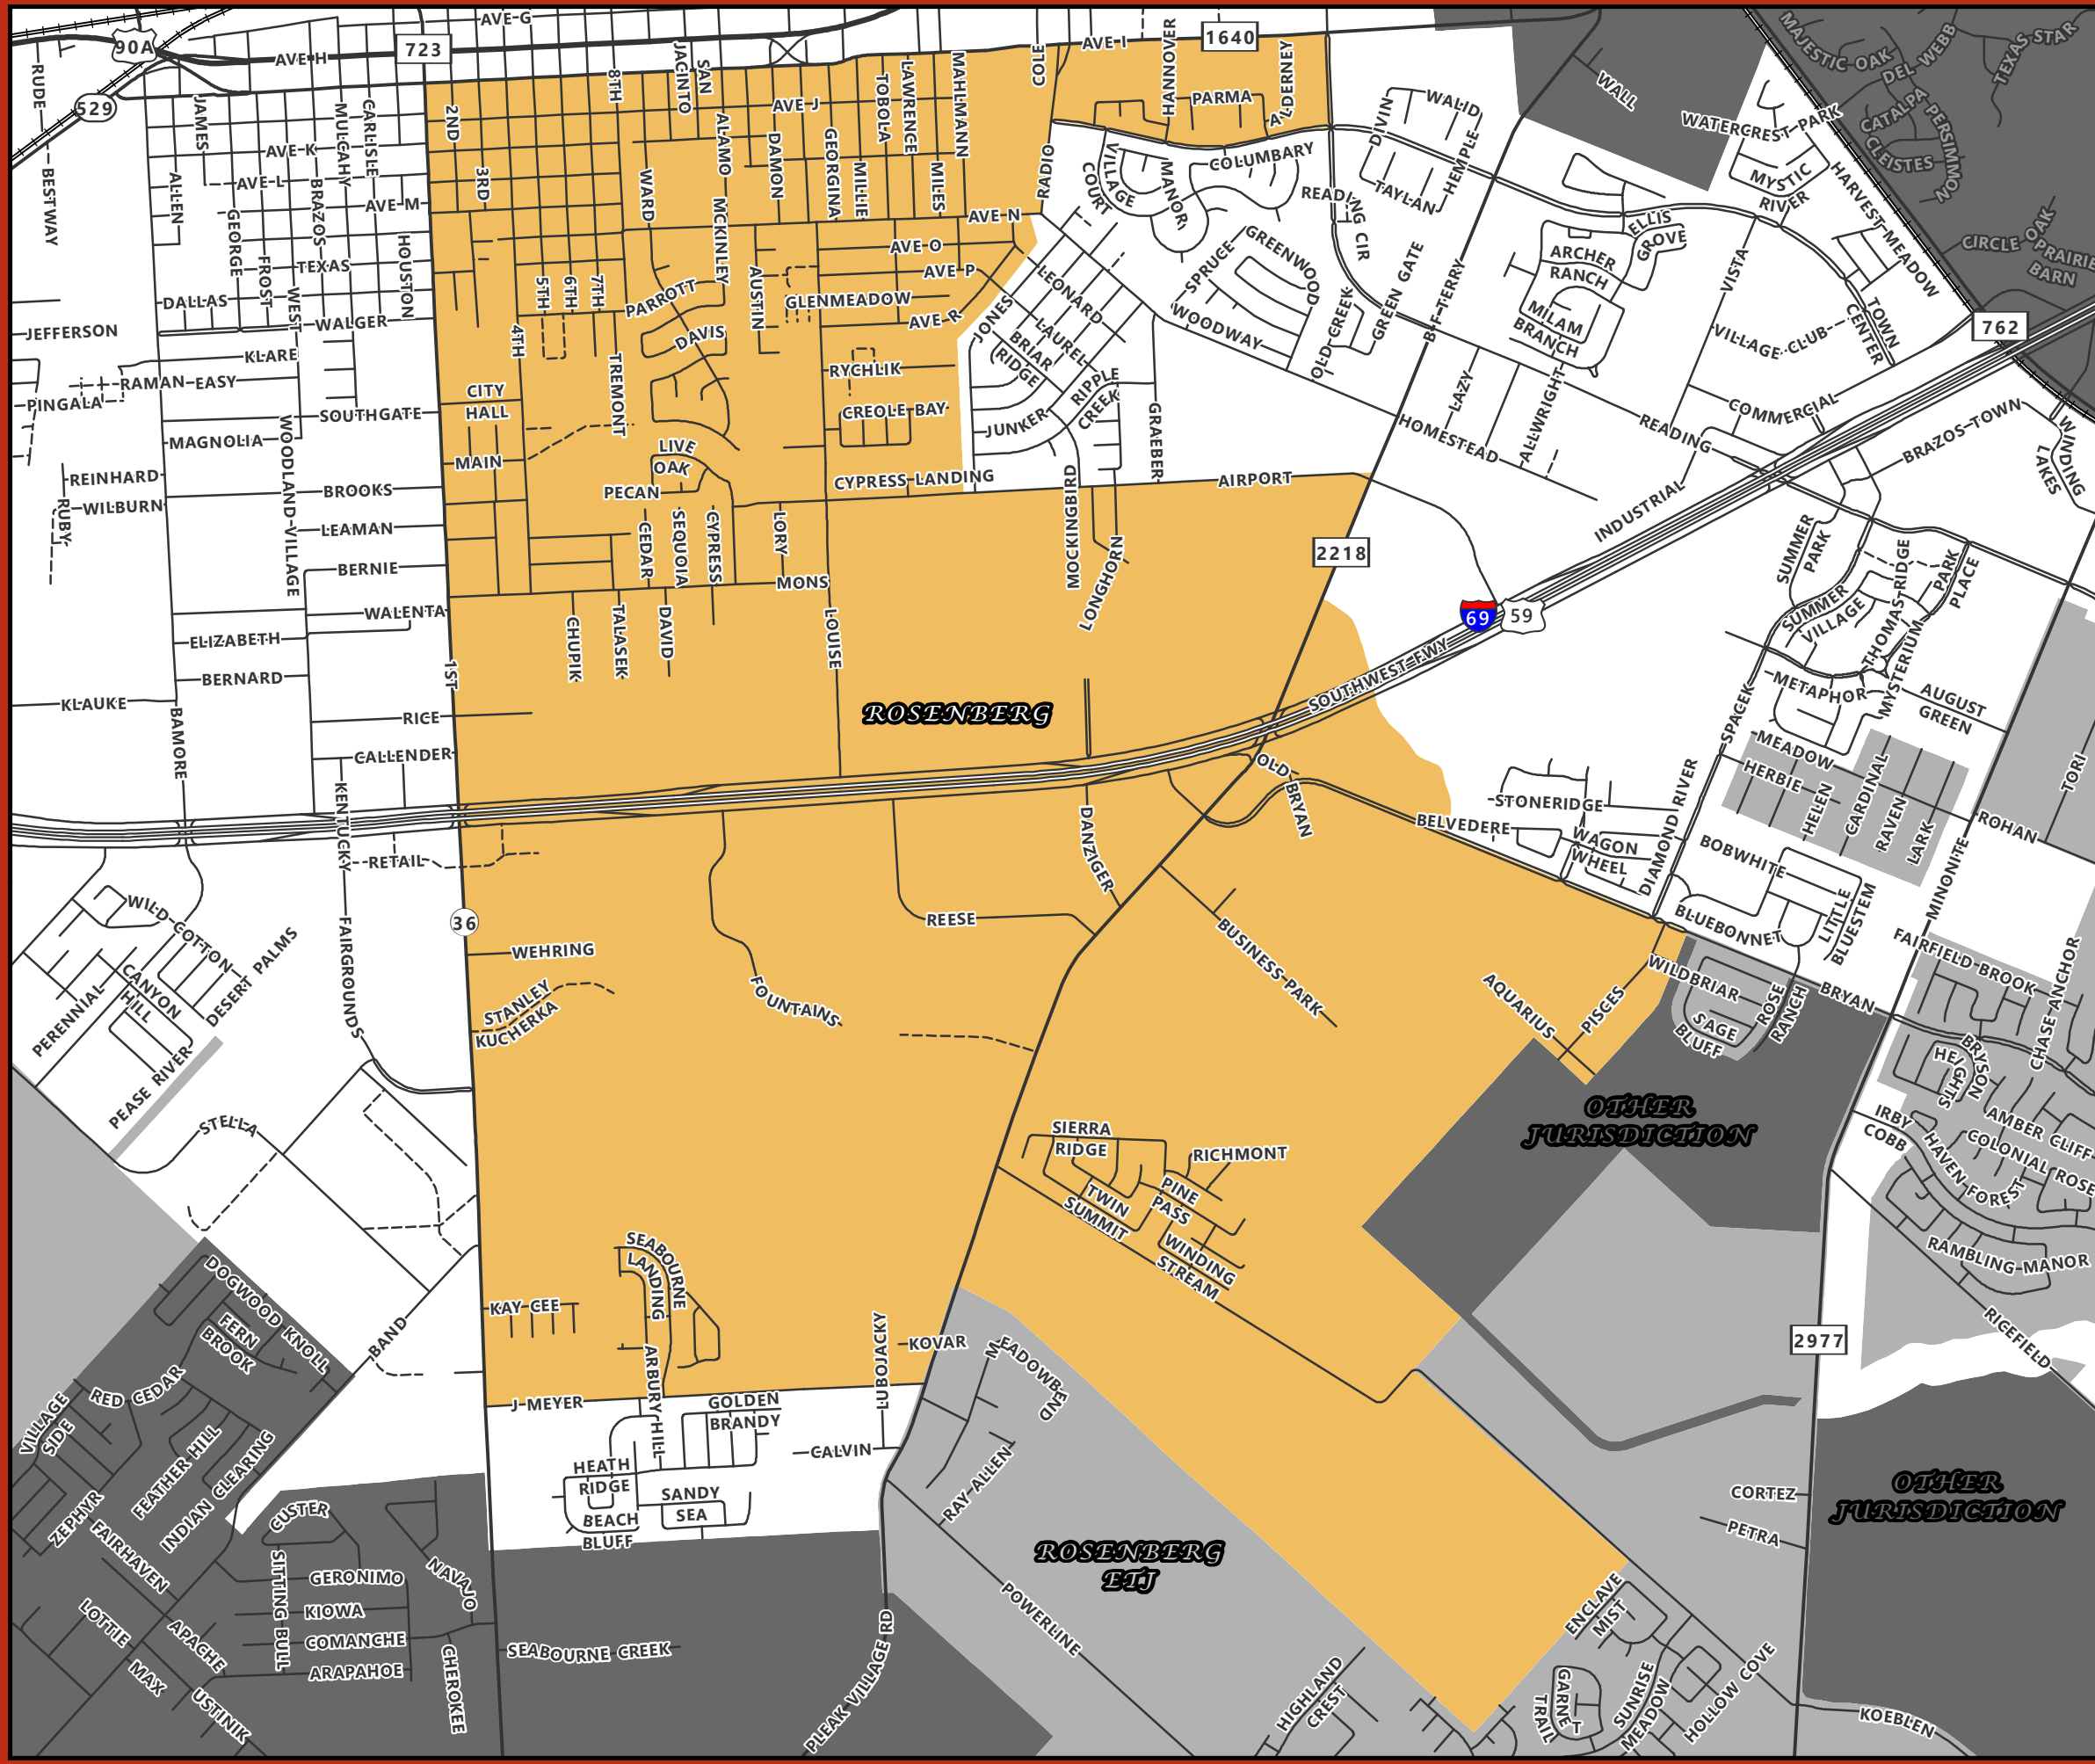 AVE G
90A
723
AVE H
529
RUDE
BESTWAY
JAMES
MULCAHY
CARLISLE
AVE K
AVE L
AVE M
ALLEN
GEORGE
FROST
BRAZOS
WEST
HOUSTON
TEXAS
DALLAS
WALGER
JEFFERSON
KLARE
RAMAN
EASY
PINGALA
SOUTHGATE
MAGNOLIA
WOODLAND
VILLAGE
REINHARD
WILBURN
RUBY
BROOKS
LEAMAN
BERNIE
WALENTA
ELIZABETH
BERNARD
KLAUKE
BAMORE
RICE
CALLENDER
KENTUCKY
RETAIL
1ST
36
2ND
3RD
4TH
5TH
6TH
7TH
8TH
JACINTO
SAN
AVE I
1640
COLE
AVE J
TOBOLA
LAWRENCE
MAHLMANN
HANNOVER
PARMA
ALDERNEY
WARD
ALAMO
DAMON
GEORGINA
MILLIE
MILES
RADIO
MCKINLEY
AVE N
AVE O
AVE P
AVE R
AUSTIN
PARROTT
GLENMEADOW
DAVIS
TREMONT
RYCHLIK
CREOLE BAY
CITY
HALL
MAIN
LIVE
OAK
PECAN
CYPRESS LANDING
AIRPORT
CEDAR
SEQUOIA
CYPRESS
LORY
MONS
LOUISE
CHUPIK
TALASEK
DAVID
MOCKINGBIRD
LONGHORN
VILLAGE
COURT
MANOR
COLUMBARY
READING CIR
DIVIN
WALID
TAYLAN
HEMPLE
SPRUCE
GREENWOOD
WOODWAY
OLD CREEK
GREEN GATE
B F TERRY
JONES
LEONARD
LAUREL
BRIAR
RIDGE
JUNKER
RIPPLE
CREEK
GRAEBER
HOMESTEAD
LAZY
ALLWRIGHT
READING
ARCHER
RANCH
ELLIS
GROVE
MILAM
BRANCH
VISTA
VILLAGE CLUB
TOWN
CENTER
COMMERCIAL
INDUSTRIAL
WALL
WATERCREST PARK
MYSTIC
RIVER
HARVEST MEADOW
MAJESTIC OAK
DEL WEBB
TEXAS STAR
CATALPA
PERSIMMON
CLEISTES
CIRCLE OAK
PRAIRIE
BARN
762
BRAZOS TOWN
WINDING
LAKES
2218
69
59
SOUTHWEST FWY
ROSENBERG
SUMMER
PARK
SUMMER
VILLAGE
THOMAS RIDGE
PARK
PLACE
MYSTERIUM
METAPHOR
AUGUST
GREEN
SPACEK
MEADOW
HERBIE
HELEN
CARDINAL
RAVEN
LARK
TORI
ROHAN
MINONITE
OLD
BRYAN
STONERIDGE
BELVEDERE
WAGON
WHEEL
DIAMOND RIVER
BOBWHITE
BLUEBONNET
LITTLE
BLUESTEM
BRYAN
WILDBRIAR
SAGE
BLUFF
ROSE
RANCH
FAIRFIELD BROOK
CHASE ANCHOR
BRYSON
HEIGHTS
IRBY
COBB
HAVEN FOREST
AMBER CLIFF
COLONIAL ROSE
RAMBLING MANOR
RICEFIELD
DANZIGER
REESE
FOUNTAINS
WEHRING
STANLEY
KUCHERKA
BUSINESS PARK
AQUARIUS
PISCES
OTHER
JURISDICTION
WILD COTTON
CANYON
HILL
DESERT PALMS
PERENNIAL
PEASE RIVER
FAIRGROUNDS
STELLA
BAND
DOGWOOD KNOLL
FERN
BROOK
RED CEDAR
VILLAGE
SIDE
FEATHER HILL
INDIAN CLEARING
ZEPHYR
FAIRHAVEN
LOTTIE
MAX
APACHE
USTINIK
CUSTER
SITTING BULL
GERONIMO
KIOWA
COMANCHE
ARAPAHOE
NAVAJO
CHEROKEE
SEABOURNE
LANDING
KAY CEE
ARBURY HILL
J MEYER
LUBOJACKY
KOVAR
GOLDEN
BRANDY
CALVIN
HEATH
RIDGE
BEACH
BLUFF
SANDY
SEA
SEABOURNE CREEK
PLEAK VILLAGE RD
SIERRA
RIDGE
RICHMONT
TWIN
SUMMIT
PINE
PASS
WINDING
STREAM
MEADOWBEND
RAY ALLEN
POWERLINE
ROSENBERG
ETJ
HIGHLAND
CREST
ENCLAVE
MIST
GARNET
TRAIL
SUNRISE
MEADOW
HOLLOW COVE
KOEBLEN
2977
CORTEZ
PETRA
OTHER
JURISDICTION